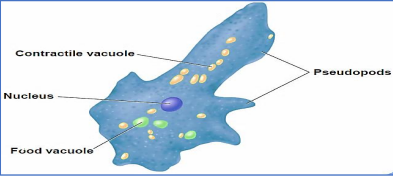 Contractile vacuole
Pseudopods
Nucleus
Food vacuole